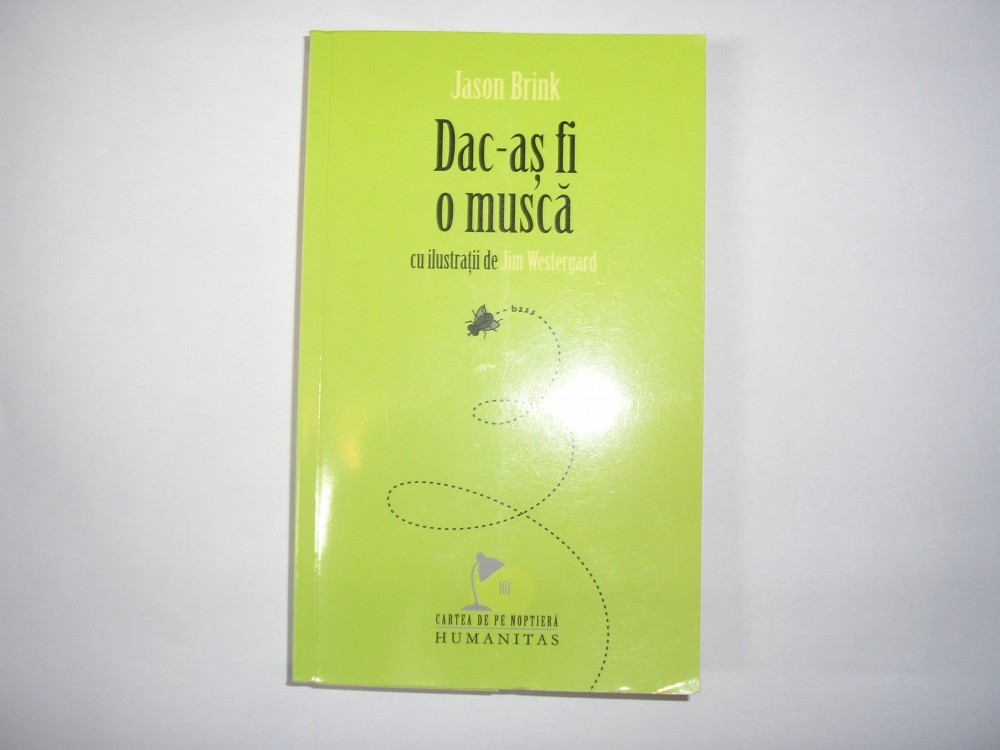 Jason Brink
Dac-aș fi
o muscă
cu ilustrații de Jim Westergard
bzzz
161
CARTEA DE PE NOPTIERĂ
HUMANITAS